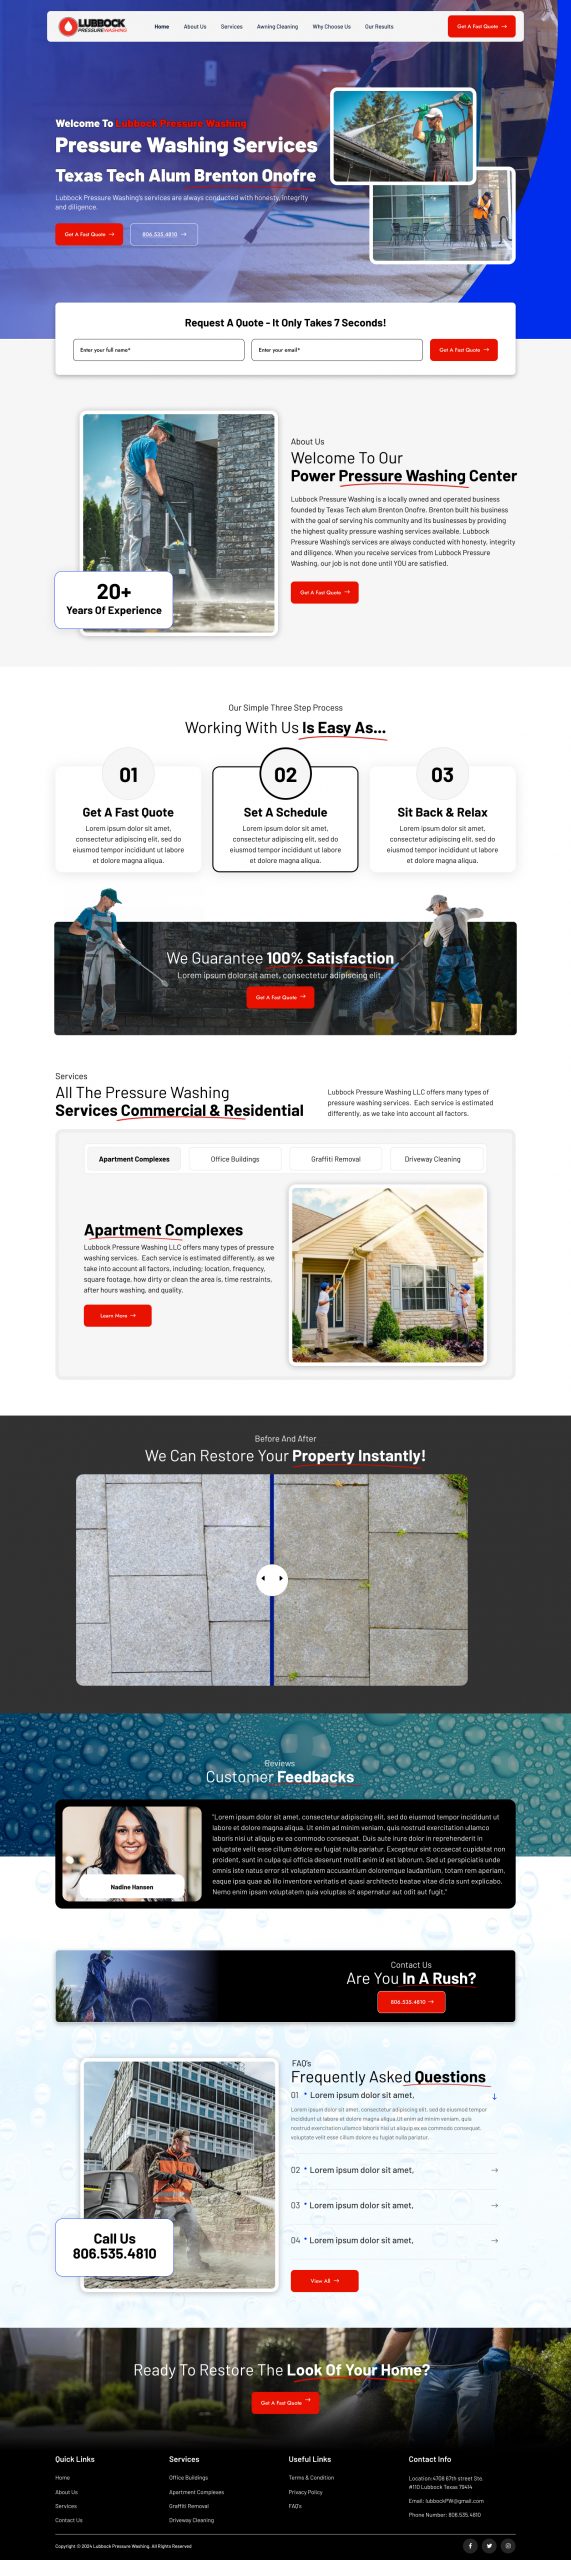 LUBBOCK
PRESSURE WASHING
Home
About Us
Services
Awning Cleaning
Why Choose Us
Our Results
Get A Fast Quote
Welcome To Lubbock Pressure Washing
Pressure Washing Services
Texas Tech Alum Brenton Onofre
Lubbock Pressure Washing's services are always conducted with honesty, integrity
and diligence.
Get A Fast Quote
806.535.4810
Request A Quote - It Only Takes 7 Seconds!
Enter your full name*
Enter your email*
Get A Fast Quote
About Us
Welcome To Our
Power Pressure Washing Center
Lubbock Pressure Washing is a locally owned and operated business
founded by Texas Tech alum Brenton Onofre. Brenton built his business
with the goal of serving his community and its businesses by providing
the highest quality pressure washing services available. Lubbock
Pressure Washing's services are always conducted with honesty, integrity
and diligence. When you receive services from Lubbock Pressure
Washing, our job is not done until YOU are satisfied.
Get A Fast Quote
20+
Years Of Experience
Our Simple Three Step Process
Working With Us Is Easy As...
01
Get A Fast Quote
Lorem ipsum dolor sit amet,
consectetur adipiscing elit, sed do
eiusmod tempor incididunt ut labore
et dolore magna aliqua.
02
Set A Schedule
Lorem ipsum dolor sit amet,
consectetur adipiscing elit, sed do
eiusmod tempor incididunt ut labore
et dolore magna aliqua.
03
Sit Back & Relax
Lorem ipsum dolor sit amet,
consectetur adipiscing elit, sed do
eiusmod tempor incididunt ut labore
et dolore magna aliqua.
We Guarantee 100% Satisfaction
Lorem ipsum dolor sit amet, consectetur adipiscing elit,
Get A Fast Quote
Services
All The Pressure Washing
Services Commercial & Residential
Lubbock Pressure Washing LLC offers many types of
pressure washing services. Each service is estimated
differently, as we take into account all factors.
Apartment Complexes
Office Buildings
Graffiti Removal
Driveway Cleaning
Apartment Complexes
Lubbock Pressure Washing LLC offers many types of pressure
washing services. Each service is estimated differently, as we
take into account all factors, including; location, frequency,
square footage, how dirty or clean the area is, time restraints,
after hours washing, and quality.
Learn More
Before And After
We Can Restore Your Property Instantly!
Reviews
Customer Feedbacks
Nadine Hansen
"Lorem ipsum dolor sit amet, consectetur adipiscing elit, sed do eiusmod tempor incididunt ut
labore et dolore magna aliqua. Ut enim ad minim veniam, quis nostrud exercitation ullamco
laboris nisi ut aliquip ex ea commodo consequat. Duis aute irure dolor in reprehenderit in
voluptate velit esse cillum dolore eu fugiat nulla pariatur. Excepteur sint occaecat cupidatat non
proident, sunt in culpa qui officia deserunt mollit anim id est laborum. Sed ut perspiciatis unde
omnis iste natus error sit voluptatem accusantium doloremque laudantium, totam rem aperiam,
eaque ipsa quae ab illo inventore veritatis et quasi architecto beatae vitae dicta sunt explicabo.
Nemo enim ipsam voluptatem quia voluptas sit aspernatur aut odit aut fugit."
Contact Us
Are You In A Rush?
806.535.4810
FAQ's
Frequently Asked Questions
01 * Lorem ipsum dolor sit amet,
Lorem ipsum dolor sit amet, consectetur adipiscing elit, sed do eiusmod tempor
incididunt ut labore et dolore magna aliqua.Ut enim ad minim veniam, quis
nostrud exercitation ullamco laboris nisi ut aliquip ex ea commodo consequat.
voluptate velit esse cillum dolore eu fugiat nulla pariatur.
02 * Lorem ipsum dolor sit amet,
03 * Lorem ipsum dolor sit amet,
04 * Lorem ipsum dolor sit amet,
View All
Call Us
806.535.4810
Ready To Restore The Look Of Your Home?
Get A Fast Quote
Quick Links
Home
About Us
Services
Contact Us
Services
Office Buildings
Apartment Complexes
Graffiti Removal
Driveway Cleaning
Useful Links
Terms & Condition
Privacy Policy
FAQ's
Contact Info
Location: 4706 67th street Ste.
#110 Lubbock Texas 79414
Email: lubbockPW@gmail.com
Phone Number: 806.535.4810
Copyright © 2024 Lubbock Pressure Washing. All Rights Reserved